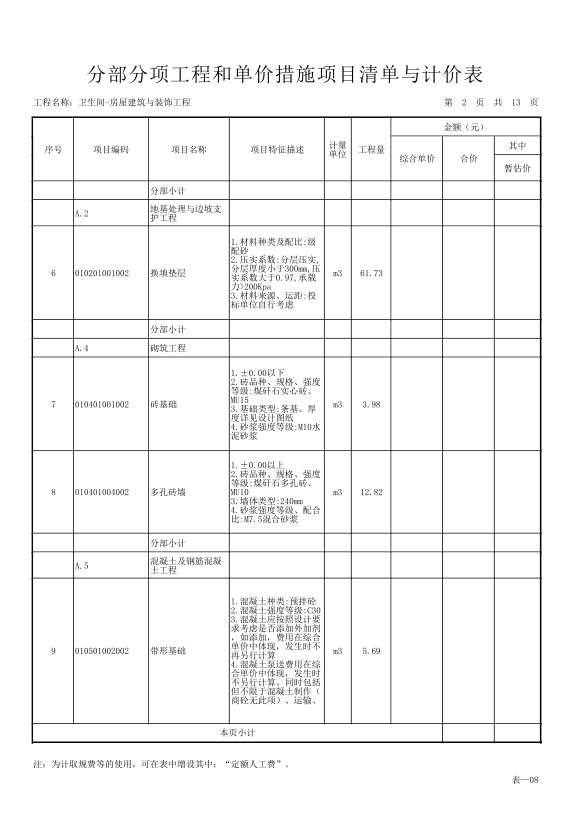 分部分项工程和单价措施项目清单与计价表
工程名称：卫生间-房屋建筑与装饰工程 第 2 页 共 13 页
序号 项目编码 项目名称 项目特征描述 计量单位 工程量 金额（元）
综合单价 合价 其中
暂估价
分部小计
A.2 地基处理与边坡支
护工程
6 010201001002 换填垫层 m3 61.73
1.材料种类及配比:级
配砂
2.压实系数:分层压实,
分层厚度小于300mm,压
实系数大于0.97,承载
力>200Kpa
3.材料来源、运距:投
标单位自行考虑
分部小计
A.4 砌筑工程
7 010401001002 砖基础 m3 3.98
1.±0.00以下
2.砖品种、规格、强度
等级:煤矸石实心砖、
MU15
3.基础类型:条基、厚
度详见设计图纸
4.砂浆强度等级:M10水
泥砂浆
8 010401004002 多孔砖墙 m3 12.82
1.±0.00以上
2.砖品种、规格、强度
等级:煤矸石多孔砖、
MU10
3.墙体类型:240mm
4.砂浆强度等级、配合
比:M7.5混合砂浆
分部小计
A.5 混凝土及钢筋混凝
土工程
9 010501002002 带形基础 m3 5.69
1.混凝土种类:预拌砼
2.混凝土强度等级:C30
3.混凝土应按照设计要
求考虑是否添加外加剂
，如添加，费用在综合
单价中体现，发生时不
再另行计算
4.混凝土泵送费用在综
合单价中体现，发生时
不另行计算。同时包括
但不限于混凝土制作（
商砼无此项）、运输、
本页小计
注：为计取规费等的使用，可在表中增设其中：“定额人工费”。
表—08